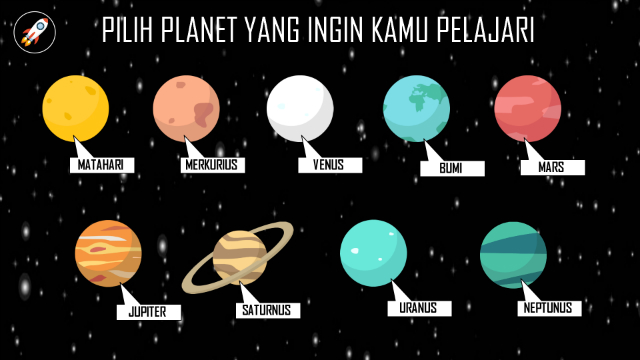 PILIH PLANET YANG INGIN KAMU PELAJARI
MATAHARI
MERKURIUS
VENUS
BUMI
MARS
JUPITER
SATURNUS
URANUS
NEPTUNUS